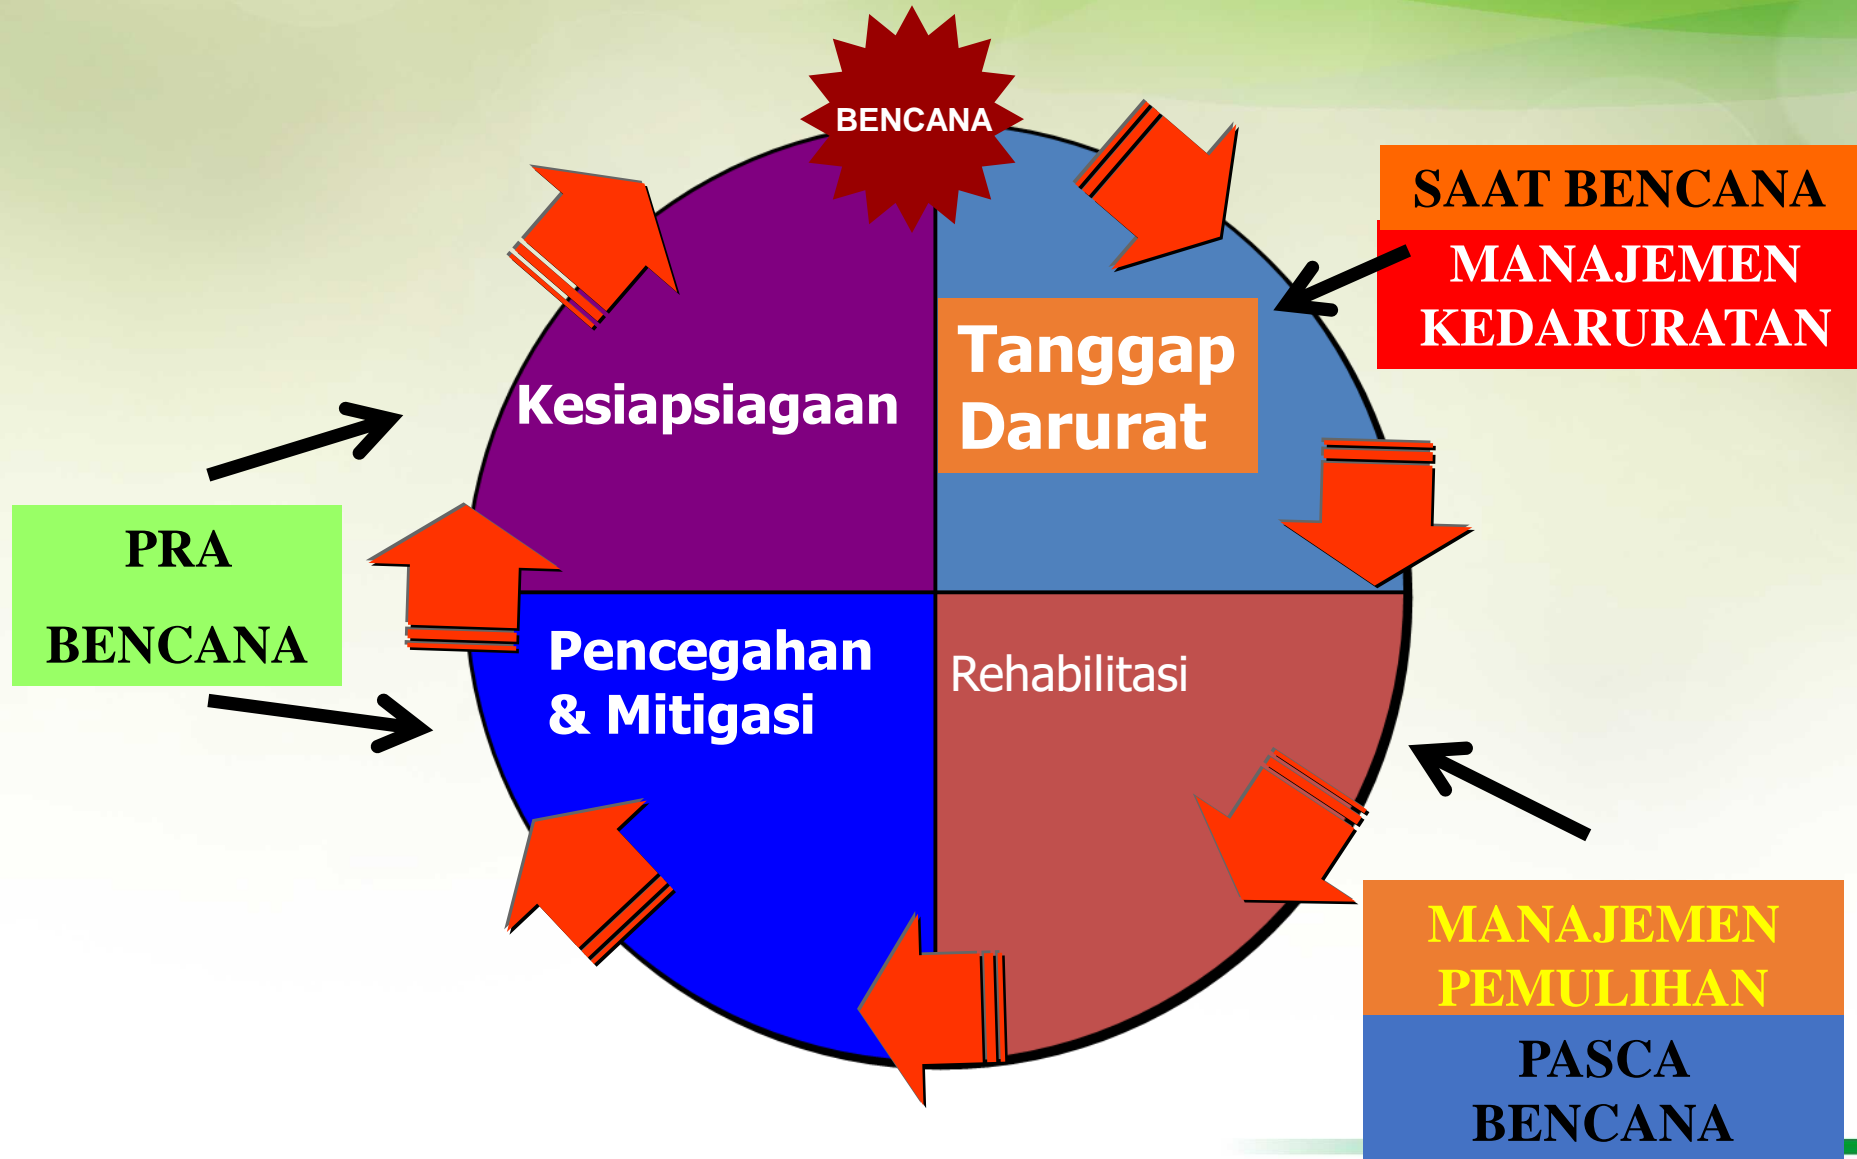 BENCANA
SAAT BENCANA
MANAJEMEN
KEDARURATAN
Tanggap
Darurat
Kesiapsiagaan
PRA
BENCANA
Pencegahan
& Mitigasi
Rehabilitasi
MANAJEMEN
PEMULIHAN
PASCA
BENCANA